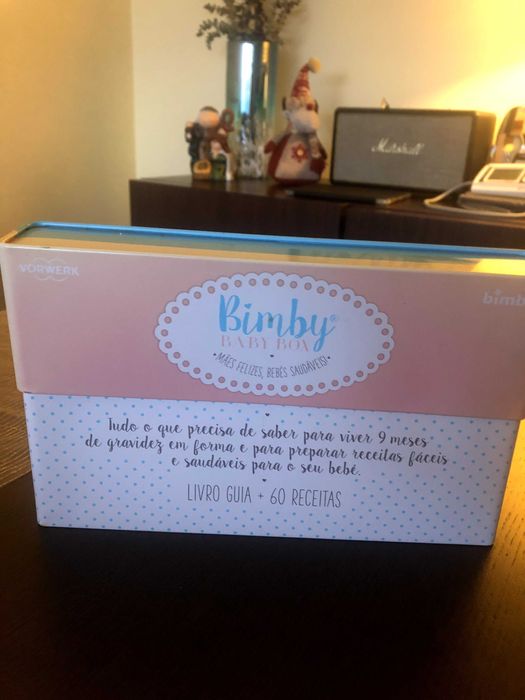 Marshall
VORWERK
bimby
Bimby®
BABY BOX
MÃES FELIZES, BEBÉS SAUDÁVEIS!
Tudo o que precisa de saber para viver 9 meses
de gravidez em forma e para preparar receitas fáceis
e saudáveis para o seu bebé.
LIVRO GUIA + 60 RECEITAS